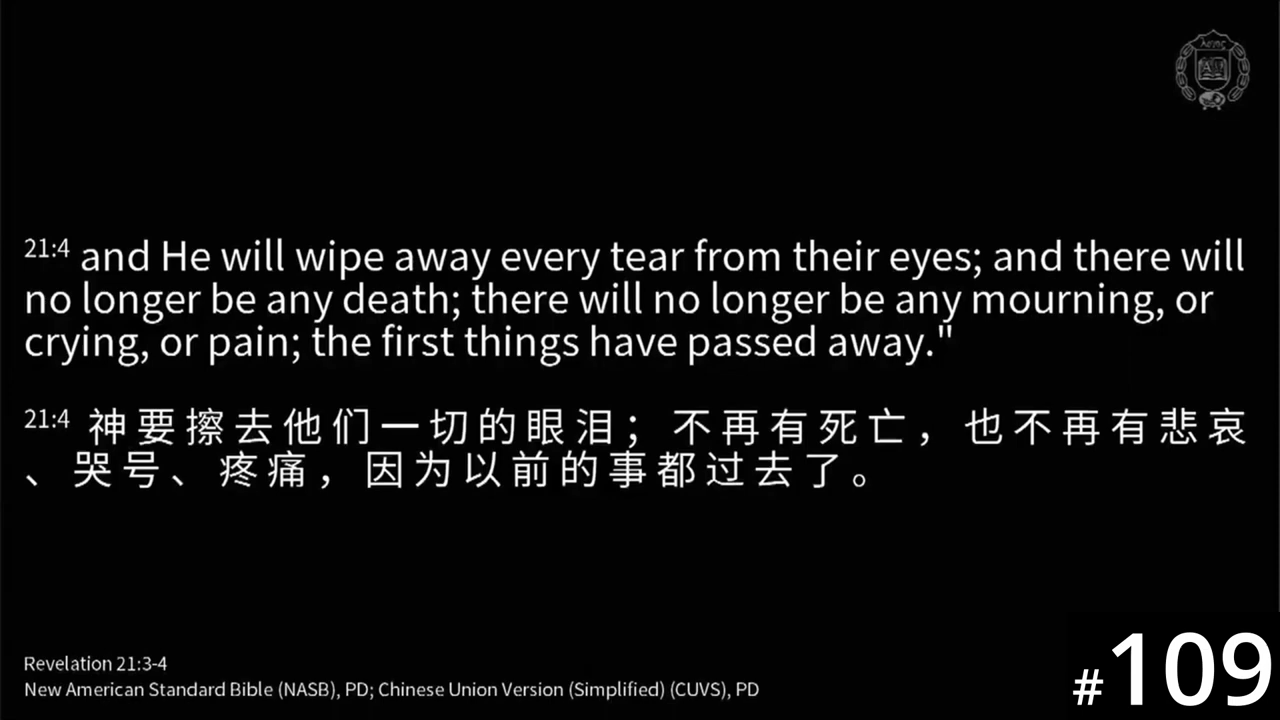 λογος
21:4 and He will wipe away every tear from their eyes; and there will
no longer be any death; there will no longer be any mourning, or
crying, or pain; the first things have passed away."
21:4 神要擦去他们一切的眼泪；不再有死亡，也不再有悲哀
、哭号、疼痛，因为以前的事都过去了。
Revelation 21:3-4
New American Standard Bible (NASB), PD; Chinese Union Version (Simplified) (CUVS), PD
#109